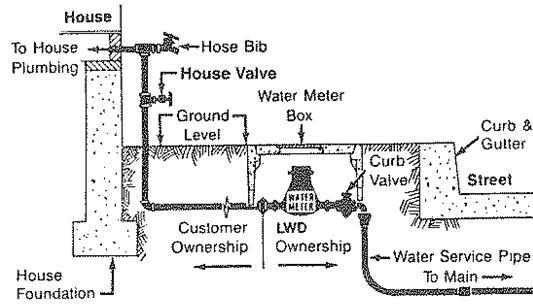 House
To House
Plumbing
Hose Bib
House Valve
Ground
Level
Water Meter
Box
Curb
Valve
Curb &
Gutter
Street
WATER
METER
Customer
Ownership
LWD
Ownership
Water Service Pipe
To Main
House
Foundation